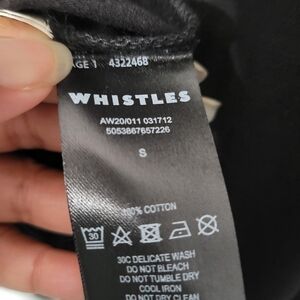 AGE 1 4322468
WHISTLES
AW20/011 031712
5053867657226
S
100% COTTON
30
30C DELICATE WASH
DO NOT BLEACH
DO NOT TUMBLE DRY
COOL IRON
DO NOT DRY CLEAN